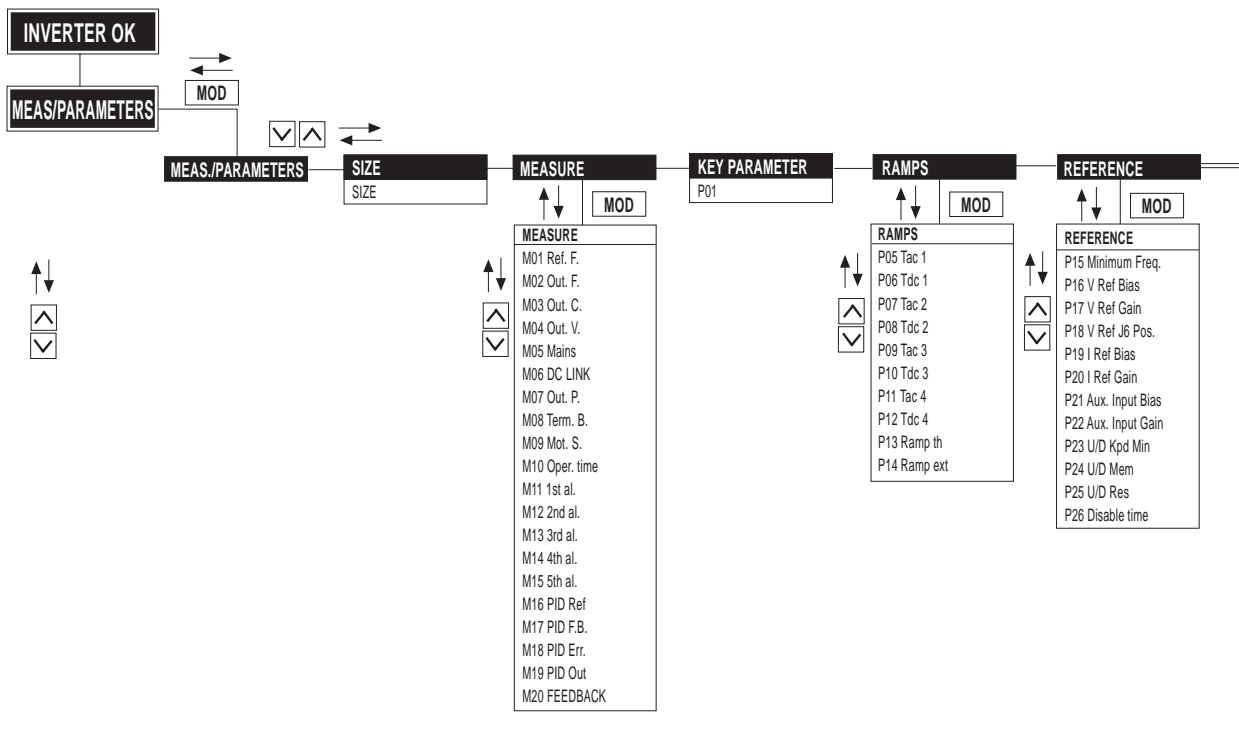 INVERTER OK
MEAS/PARAMETERS
MOD
MEAS./PARAMETERS
SIZE
SIZE
MEASURE
MOD
MEASURE
M01 Ref. F.
M02 Out. F.
M03 Out. C.
M04 Out. V.
M05 Mains
M06 DC LINK
M07 Out. P.
M08 Term. B.
M09 Mot. S.
M10 Oper. time
M11 1st al.
M12 2nd al.
M13 3rd al.
M14 4th al.
M15 5th al.
M16 PID Ref
M17 PID F.B.
M18 PID Err.
M19 PID Out
M20 FEEDBACK
KEY PARAMETER
P01
RAMPS
MOD
RAMPS
P05 Tac 1
P06 Tdc 1
P07 Tac 2
P08 Tdc 2
P09 Tac 3
P10 Tdc 3
P11 Tac 4
P12 Tdc 4
P13 Ramp th
P14 Ramp ext
REFERENCE
MOD
REFERENCE
P15 Minimum Freq.
P16 V Ref Bias
P17 V Ref Gain
P18 V Ref J6 Pos.
P19 I Ref Bias
P20 I Ref Gain
P21 Aux. Input Bias
P22 Aux. Input Gain
P23 U/D Kpd Min
P24 U/D Mem
P25 U/D Res
P26 Disable time